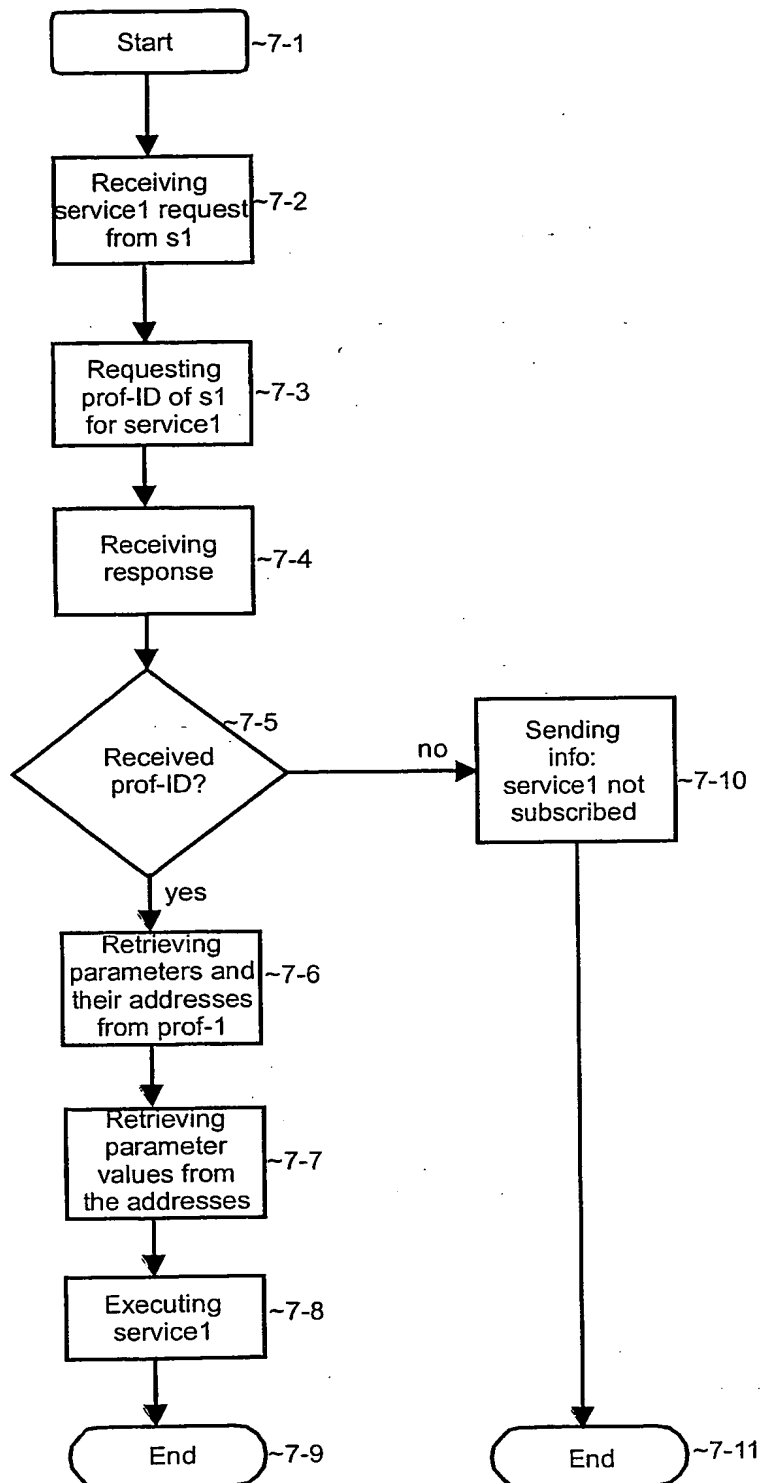 Start
~7-1
Receiving
service1 request
from s1
~7-2
Requesting
prof-ID of s1
for service1
~7-3
Receiving
response
~7-4
~7-5
Received
prof-ID?
no
Sending
info:
service1 not
subscribed
~7-10
yes
Retrieving
parameters and
their addresses
from prof-1
~7-6
Retrieving
parameter
values from
the addresses
~7-7
Executing
service1
~7-8
End
~7-9
End
~7-11